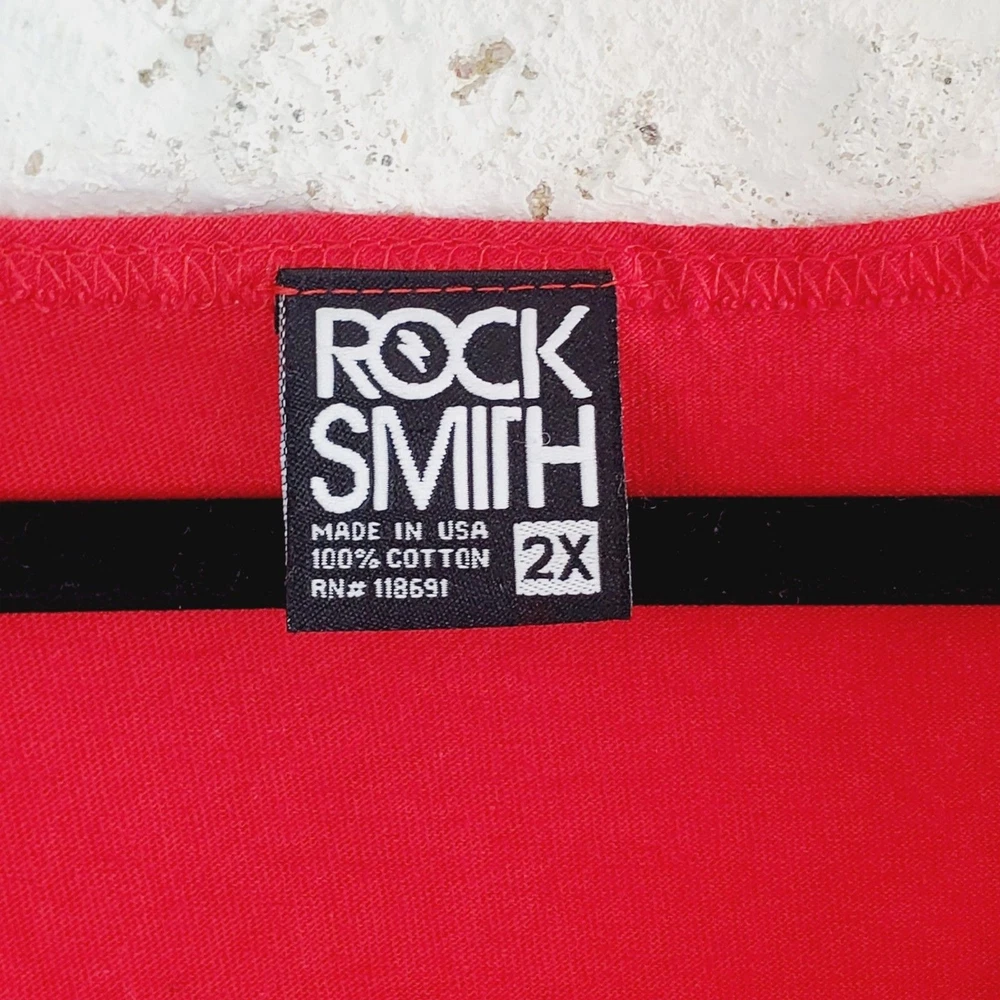 ROCK
SMITH
MADE IN USA
100% COTTON
RN# 118691
2X